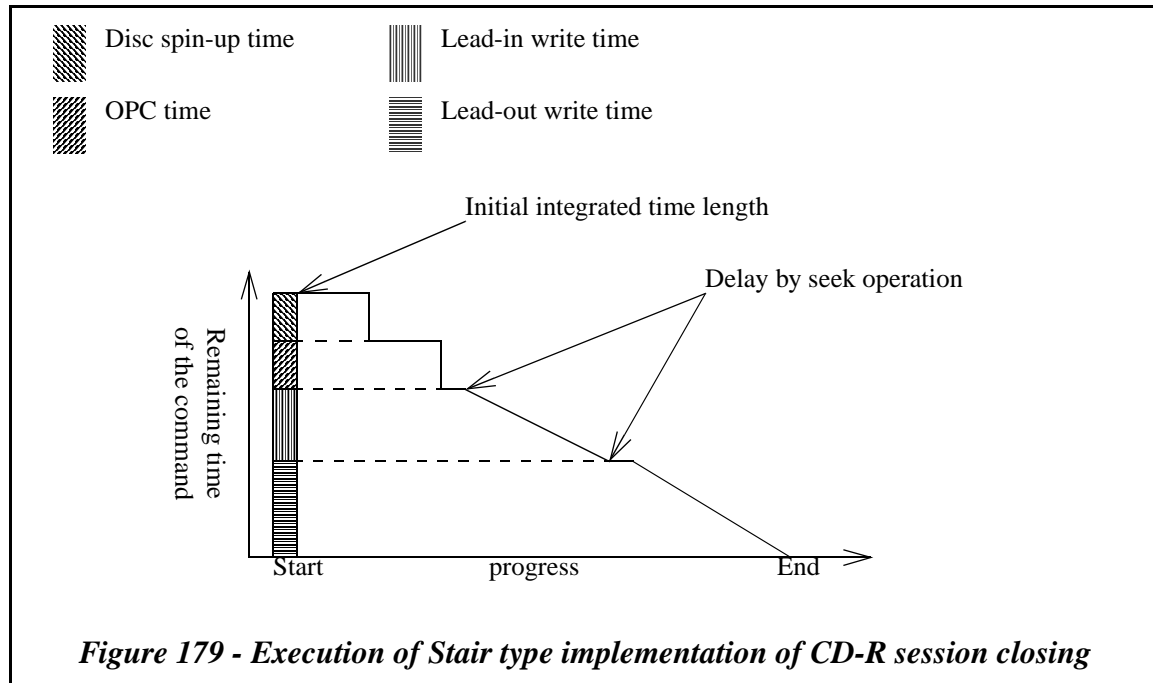 Disc spin-up time
Lead-in write time
OPC time
Lead-out write time
Initial integrated time length
Delay by seek operation
Remaining time
of the command
Start
progress
End
Figure 179 - Execution of Stair type implementation of CD-R session closing